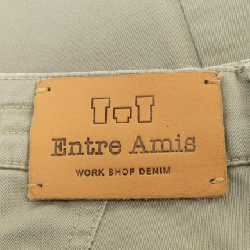 Entre Amis
WORK SHOP DENIM